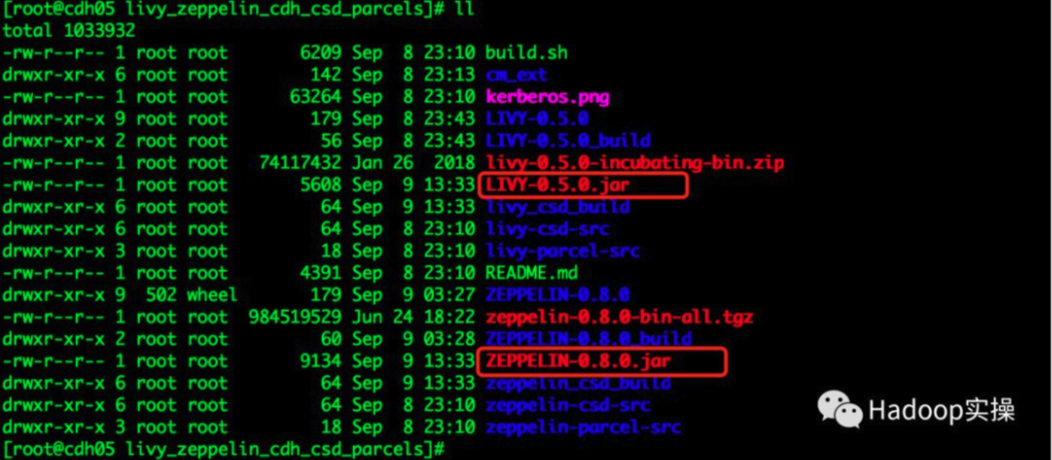 [root@cdh05 livy_zeppelin_cdh_csd_parcels]# ll
total 1033932
-rw-r--r-- 1 root root 6209 Sep 8 23:10 build.sh
drwxr-xr-x 6 root root 142 Sep 8 23:13 cm_ext
-rw-r--r-- 1 root root 63264 Sep 8 23:10 kerberos.png
drwxr-xr-x 9 root root 179 Sep 8 23:43 LIVY-0.5.0
drwxr-xr-x 2 root root 56 Sep 8 23:43 LIVY-0.5.0_build
-rw-r--r-- 1 root root 74117432 Jan 26 2018 livy-0.5.0-incubating-bin.zip
-rw-r--r-- 1 root root 5608 Sep 9 13:33 LIVY-0.5.0.jar
drwxr-xr-x 6 root root 64 Sep 9 13:33 livy_csd_build
drwxr-xr-x 6 root root 64 Sep 8 23:10 livy-csd-src
drwxr-xr-x 3 root root 18 Sep 8 23:10 livy-parcel-src
-rw-r--r-- 1 root root 4391 Sep 8 23:10 README.md
drwxr-xr-x 9 502 wheel 179 Sep 9 03:27 ZEPPELIN-0.8.0
-rw-r--r-- 1 root root 984519529 Jun 24 18:22 zeppelin-0.8.0-bin-all.tgz
drwxr-xr-x 2 root root 60 Sep 9 03:28 ZEPPELIN-0.8.0_build
-rw-r--r-- 1 root root 9134 Sep 9 13:33 ZEPPELIN-0.8.0.jar
drwxr-xr-x 6 root root 64 Sep 9 13:33 zeppelin_csd_build
drwxr-xr-x 6 root root 64 Sep 8 23:10 zeppelin-csd-src
drwxr-xr-x 3 root root 18 Sep 8 23:10 zeppelin-parcel-src
[root@cdh05 livy_zeppelin_cdh_csd_parcels]#
Hadoop实操